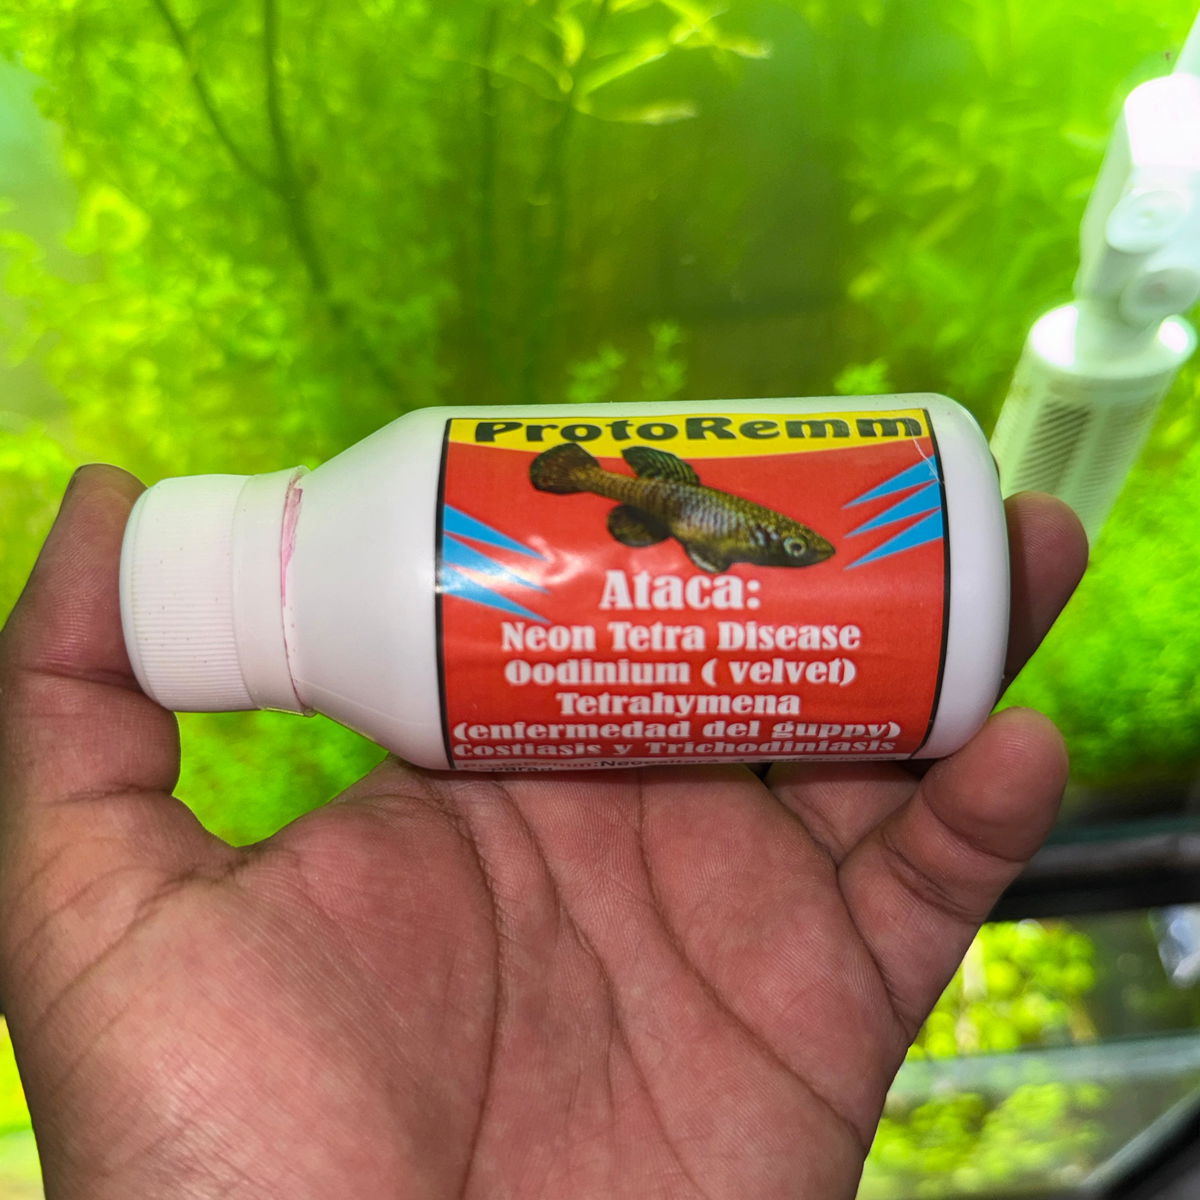 ProtoRemm
Ataca:
Neon Tetra Disease
Oodinium ( velvet)
Tetrahymena
(enfermedad del guppy)
Costiasis y Trichodiniasis